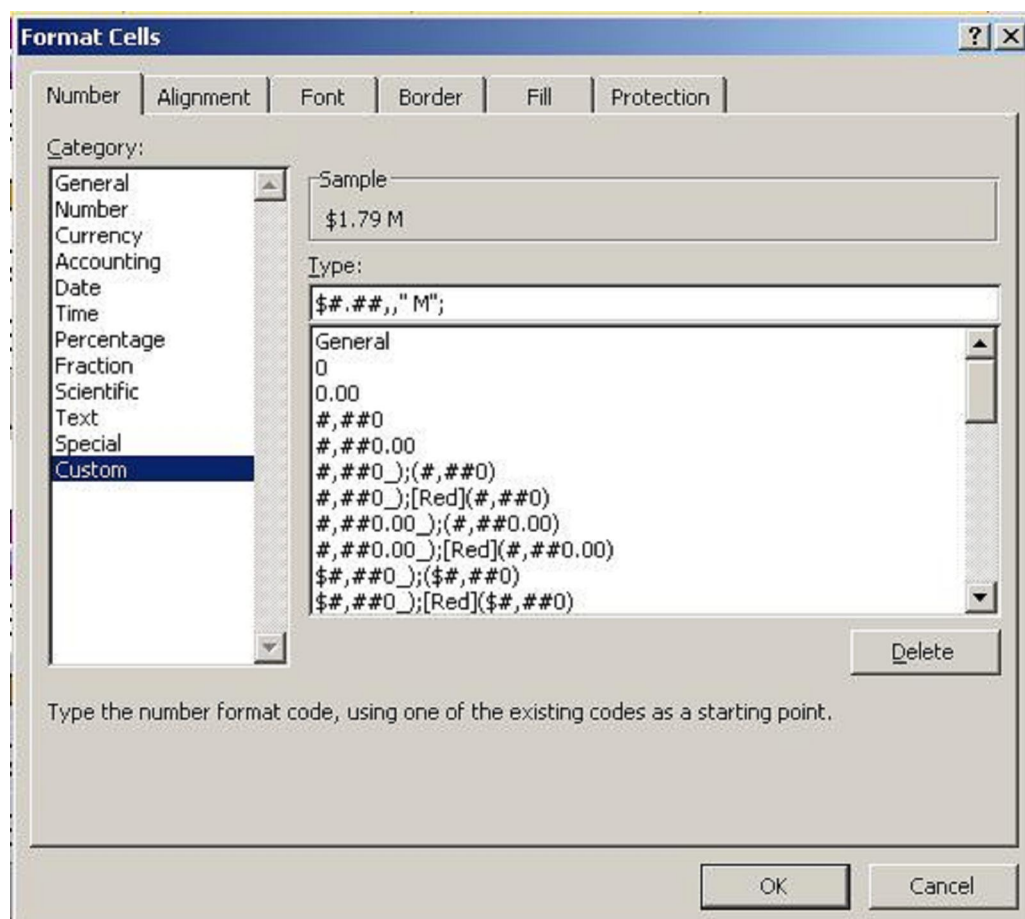 Format Cells
Number Alignment Font Border Fill Protection
Category:
General
Number
Currency
Accounting
Date
Time
Percentage
Fraction
Scientific
Text
Special
Custom
Sample
$1.79 M
Type:
$#.##,," M";
General
0
0.00
#,##0
#,##0.00
#,##0_);(#,##0)
#,##0_);[Red](#,##0)
#,##0.00_);(#,##0.00)
#,##0.00_);[Red](#,##0.00)
$#,##0_);($#,##0)
$#,##0_);[Red]($#,##0)
Delete
Type the number format code, using one of the existing codes as a starting point.
OK Cancel